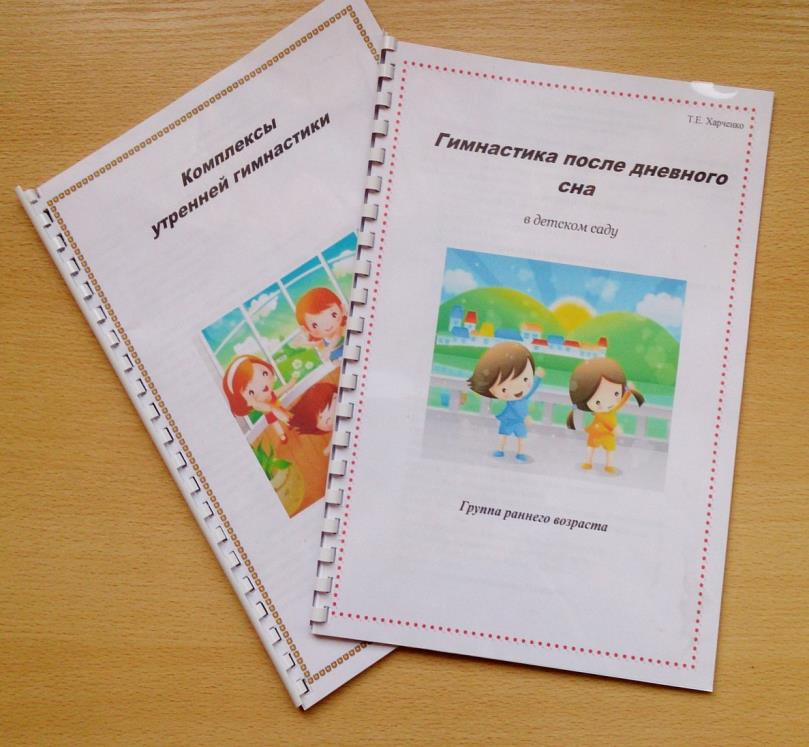 Комплексы
утренней гимнастики
Т.Е. Харченко
Гимнастика после дневного
сна
в детском саду
Группа раннего возраста